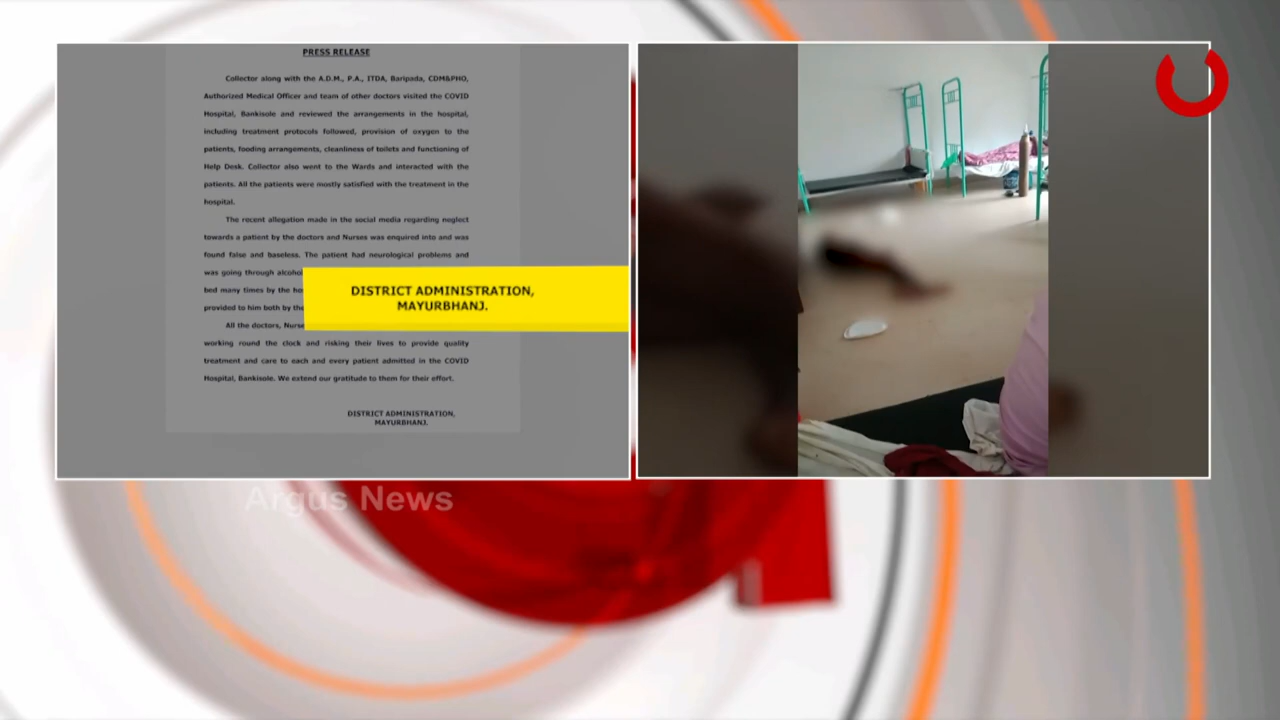 PRESS RELEASE
Collector along with the A.D.M., P.A., ITDA, Baripada, CDM&PHO,
Authorized Medical Officer and team of other doctors visited the COVID
Hospital, Bankisole and reviewed the arrangements in the hospital,
including treatment protocols followed, provision of oxygen to the
patients, fooding arrangements, cleanliness of toilets and functioning of
Help Desk. Collector also went to the Wards and interacted with the
patients. All the patients were mostly satisfied with the treatment in the
hospital.
The recent allegation made in the social media regarding neglect
towards a patient by the doctors and Nurses was enquired into and was
found false and baseless. The patient had neurological problems and
was going through alcohol
bed many times by the ho
provided to him both by the
All the doctors, Nurse
working round the clock and risking their lives to provide quality
treatment and care to each and every patient admitted in the COVID
Hospital, Bankisole. We extend our gratitude to them for their effort.
DISTRICT ADMINISTRATION,
MAYURBHANJ.
DISTRICT ADMINISTRATION,
MAYURBHANJ.
Argus News